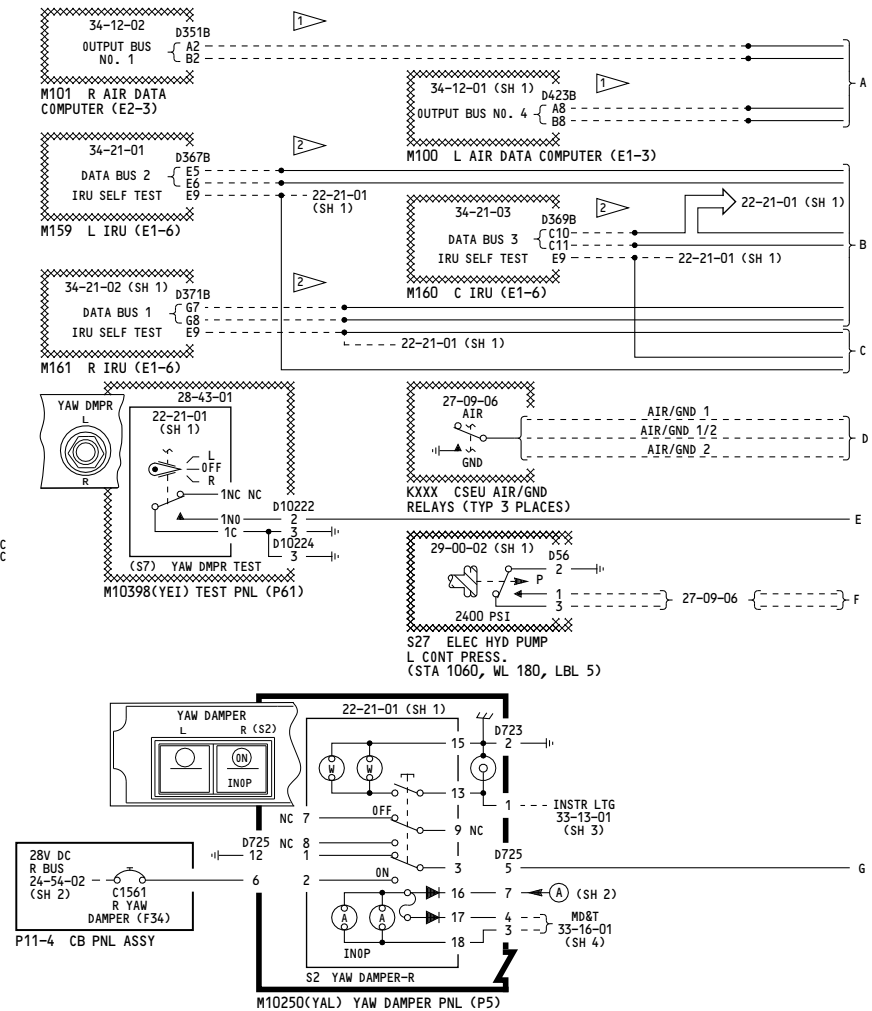 34-12-02
D351B
1
OUTPUT BUS
NO. 1
A2
B2
M101 R AIR DATA
COMPUTER (E2-3)
34-12-01 (SH 1)
D423B
1
OUTPUT BUS NO. 4
A8
B8
A
M100 L AIR DATA COMPUTER (E1-3)
34-21-01
D367B
2
DATA BUS 2
E5
E6
IRU SELF TEST
E9
22-21-01
(SH 1)
M159 L IRU (E1-6)
34-21-03
D369B
2
22-21-01 (SH 1)
DATA BUS 3
C10
C11
IRU SELF TEST
E9
22-21-01 (SH 1)
B
M160 C IRU (E1-6)
34-21-02 (SH 1)
D371B
2
DATA BUS 1
G7
G8
IRU SELF TEST
E9
22-21-01 (SH 1)
C
M161 R IRU (E1-6)
28-43-01
YAW DMPR
L
R
22-21-01
(SH 1)
L
OFF
R
1NC NC
D10222
1NO
2
1C
3
D10224
3
(S7) YAW DMPR TEST
M10398(YEI) TEST PNL (P61)
E
C
C
27-09-06
AIR
GND
AIR/GND 1
AIR/GND 1/2
AIR/GND 2
D
KXXX CSEU AIR/GND
RELAYS (TYP 3 PLACES)
29-00-02 (SH 1)
D56
2
P
1
3
2400 PSI
27-09-06
F
S27 ELEC HYD PUMP
L CONT PRESS.
(STA 1060, WL 180, LBL 5)
YAW DAMPER
L
R (S2)
ON
INOP
22-21-01 (SH 1)
D723
15
2
W
W
13
1
INSTR LTG
33-13-01
(SH 3)
OFF
NC 7
9 NC
D725
NC 8
12
1
D725
3
5
G
28V DC
R BUS
24-54-02
(SH 2)
C1561
R YAW
DAMPER (F34)
6
2
ON
16
7
A
(SH 2)
A
A
17
4
3
MD&T
33-16-01
(SH 4)
18
INOP
P11-4 CB PNL ASSY
S2 YAW DAMPER-R
M10250(YAL) YAW DAMPER PNL (P5)